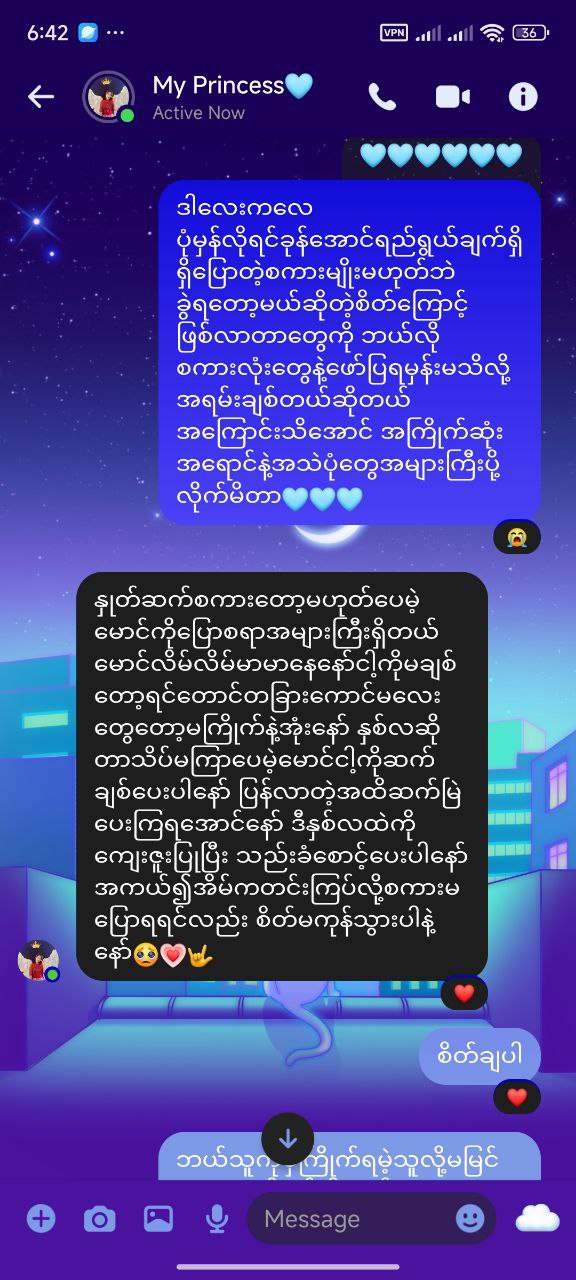 6:42 ... VPN 36
My Princess🩵
Active Now
🩵🩵🩵🩵🩵🩵
ဒါလေးကလေ
ပုံမှန်လိုရင်ခုန်အောင်ရည်ရွယ်ချက်ရှိ
ရှိပြောတဲ့စကားမျိုးမဟုတ်ဘဲ
ခွဲရတော့မယ်ဆိုတဲ့စိတ်ကြောင့်
ဖြစ်လာတာတွေကို ဘယ်လို
စကားလုံးတွေနဲ့ဖော်ပြရမှန်းမသိလို့
အရမ်းချစ်တယ်ဆိုတယ်
အကြောင်းသိအောင် အကြိုက်ဆုံး
အရောင်နဲ့အသဲပုံတွေအများကြီးပို့
လိုက်မိတာ🩵🩵🩵
😭
နှုတ်ဆက်စကားတော့မဟုတ်ပေမဲ့
မောင်ကိုပြောစရာအများကြီးရှိတယ်
မောင်လိမ်လိမ်မာမာနေနော်ငါ့ကိုမချစ်
တော့ရင်တောင်တခြားကောင်မလေး
တွေတော့မကြိုက်နဲ့အုံးနော် နှစ်လဆို
တာသိပ်မကြာပေမဲ့မောင်ငါ့ကိုဆက်
ချစ်ပေးပါနော် ပြန်လာတဲ့အထိဆက်မြဲ
ပေးကြရအောင်နော် ဒီနှစ်လထဲကို
ကျေးဇူးပြုပြီး သည်းခံစောင့်ပေးပါနော်
အကယ်၍အိမ်ကတင်းကြပ်လို့စကားမ
ပြောရရင်လည်း စိတ်မကုန်သွားပါနဲ့
နော်🥺💗🤟
❤️
စိတ်ချပါ
❤️
ဘယ်သူ ကြိုက်ရမဲ့သူလို့မမြင်
Message